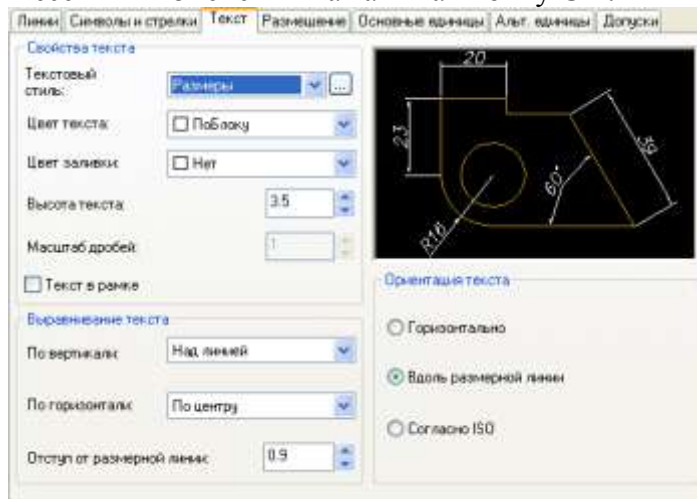 Линии Символы и стрелки Текст Размещение Основные единицы Альт. единицы Допуски
Свойства текста
Текстовый
стиль:
Размеры
...
Цвет текста:
ПоБлоку
Цвет заливки:
Нет
Высота текста:
3.5
Масштаб дробей:
1
Текст в рамке
Выравнивание текста
По вертикали:
Над линией
По горизонтали:
По центру
Отступ от размерной линии:
0.9
20
23
39
60°
R16
Ориентация текста
Горизонтально
Вдоль размерной линии
Согласно ISO